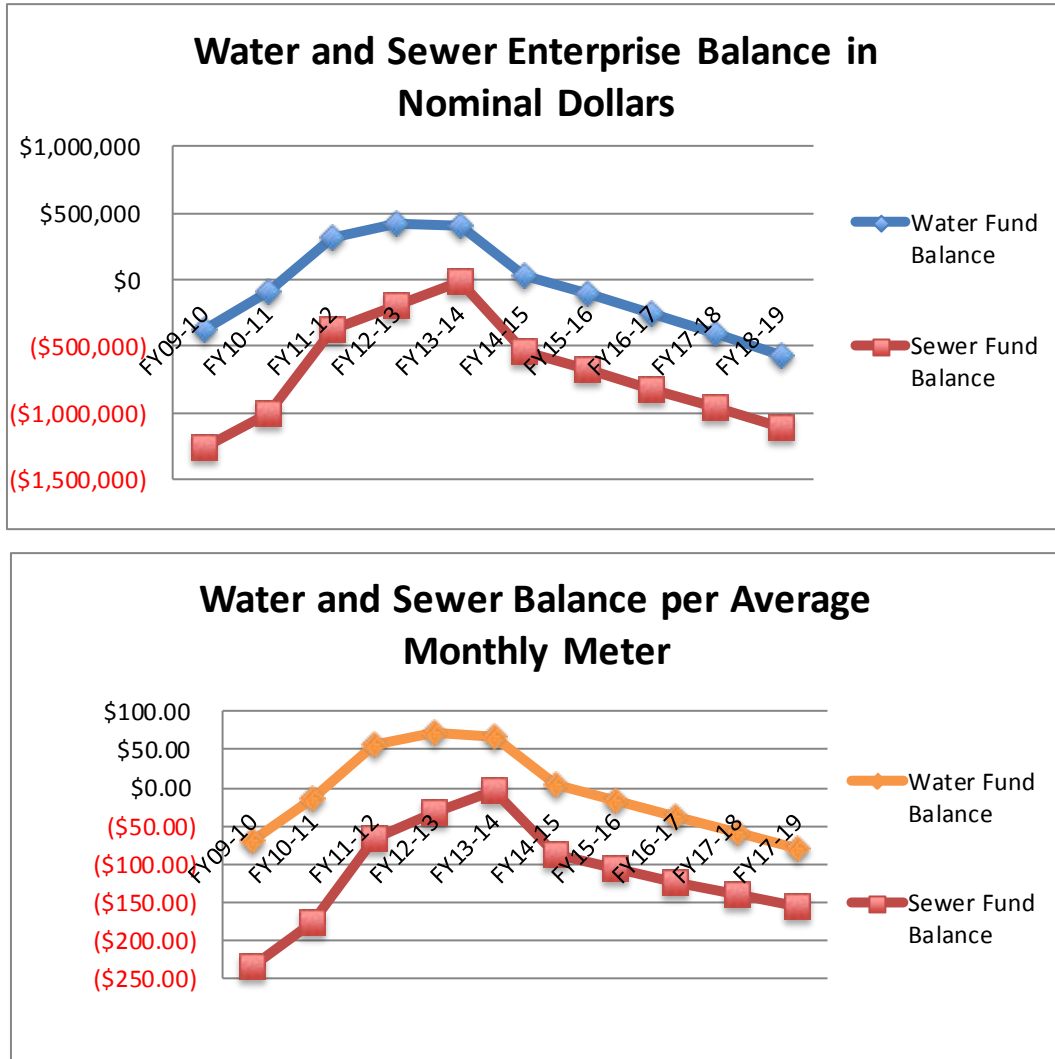 Water and Sewer Enterprise Balance in
Nominal Dollars
$1,000,000
$500,000
$0
($500,000)
($1,000,000)
($1,500,000)
FY09-10
FY10-11
FY11-12
FY12-13
FY13-14
FY14-15
FY15-16
FY16-17
FY17-18
FY18-19
Water Fund
Balance
Sewer Fund
Balance
Water and Sewer Balance per Average
Monthly Meter
$100.00
$50.00
$0.00
($50.00)
($100.00)
($150.00)
($200.00)
($250.00)
FY09-10
FY10-11
FY11-12
FY12-13
FY13-14
FY14-15
FY15-16
FY16-17
FY17-18
FY17-19
Water Fund
Balance
Sewer Fund
Balance